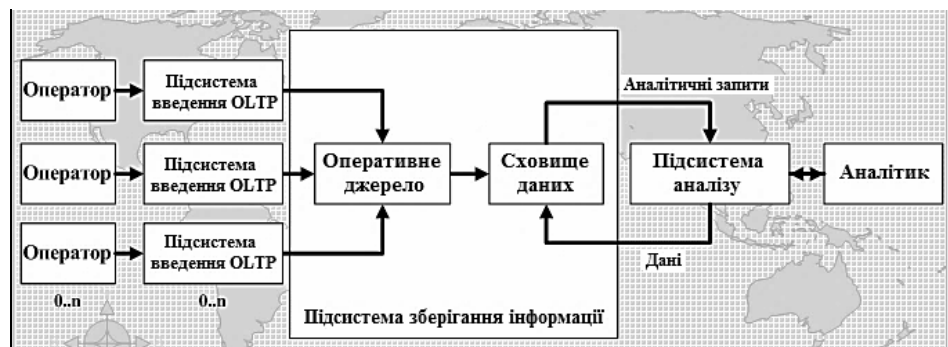 Оператор
Підсистема
введення OLTP
Аналітичні запити
Оператор
Підсистема
введення OLTP
Оперативне
джерело
Сховище
даних
Підсистема
аналізу
Аналітик
Оператор
Підсистема
введення OLTP
Дані
0..n
0..n
Підсистема зберігання інформації